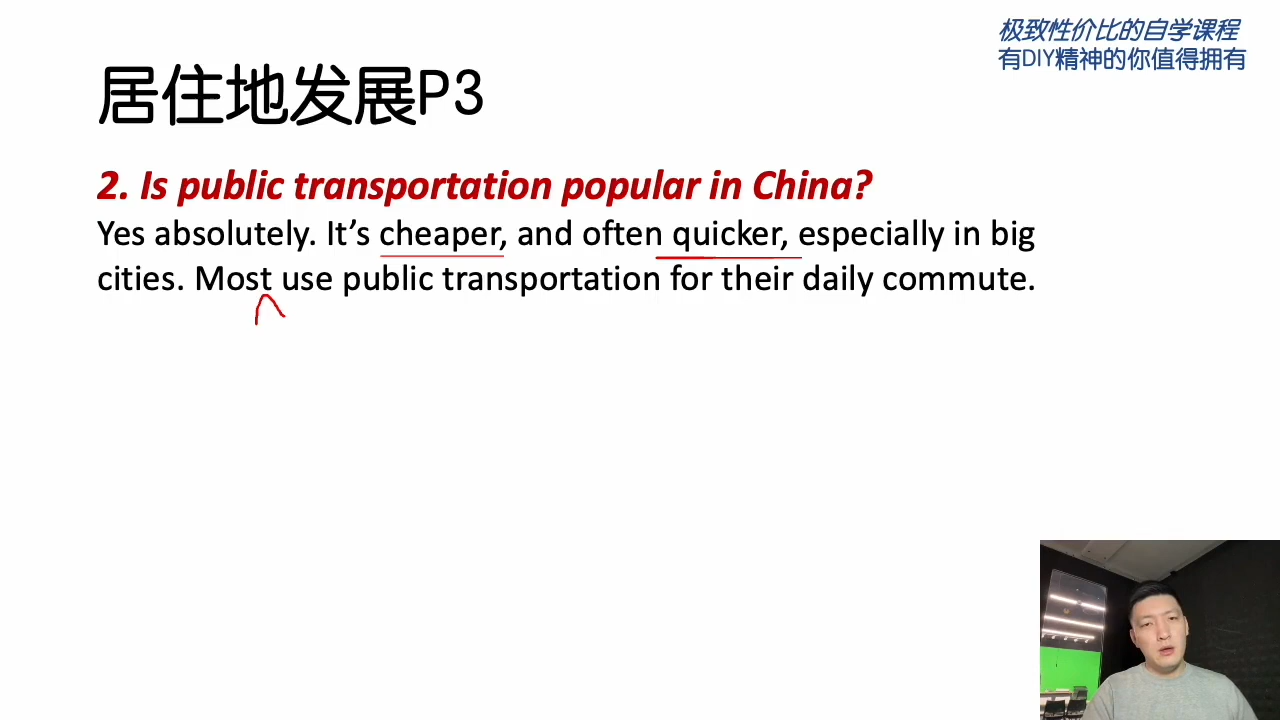 极致性价比的自学课程
有DIY精神的你值得拥有
居住地发展P3
2. Is public transportation popular in China?
Yes absolutely. It’s cheaper, and often quicker, especially in big
cities. Most use public transportation for their daily commute.